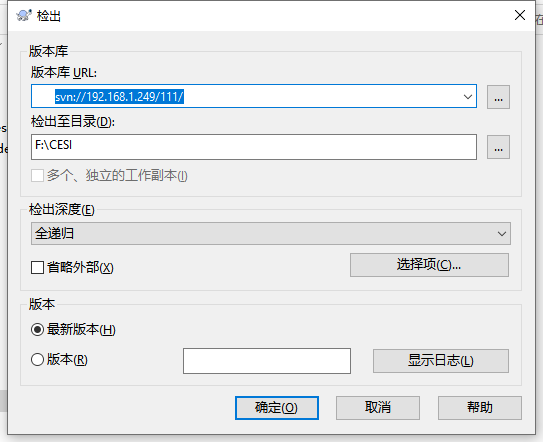 检出
版本库
版本库 URL:
svn://192.168.1.249/111/
...
检出至目录(D):
F:\CESI
...
多个、独立的工作副本(I)
检出深度(E)
全递归
省略外部(X)
选择项(C)...
版本
最新版本(H)
版本(R)
显示日志(L)
确定(O)
取消
帮助